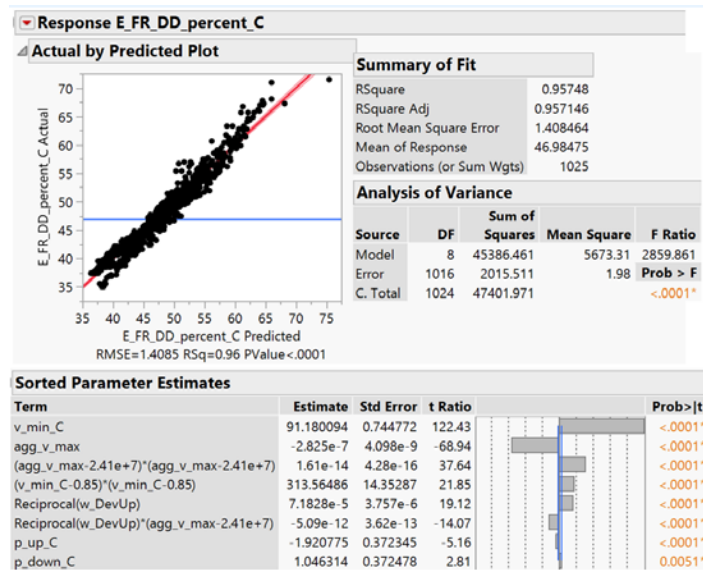 Response E_FR_DD_percent_C
Actual by Predicted Plot
70
65
60
55
50
45
40
35
E_FR_DD_percent_C Actual
35 40 45 50 55 60 65 70 75
E_FR_DD_percent_C Predicted
RMSE=1.4085 RSq=0.96 PValue<.0001
Summary of Fit
RSquare 0.95748
RSquare Adj 0.957146
Root Mean Square Error 1.408464
Mean of Response 46.98475
Observations (or Sum Wgts) 1025
Analysis of Variance
Sum of
Source DF Squares Mean Square F Ratio
Model 8 45386.461 5673.31 2859.861
Error 1016 2015.511 1.98 Prob > F
C. Total 1024 47401.971 <.0001*
Sorted Parameter Estimates
Term Estimate Std Error t Ratio Prob>|t
v_min_C 91.180094 0.744772 122.43 <.0001*
agg_v_max -2.825e-7 4.098e-9 -68.94 <.0001*
(agg_v_max-2.41e+7)*(agg_v_max-2.41e+7) 1.61e-14 4.28e-16 37.64 <.0001*
(v_min_C-0.85)*(v_min_C-0.85) 313.56486 14.35287 21.85 <.0001*
Reciprocal(w_DevUp) 7.1828e-5 3.757e-6 19.12 <.0001*
Reciprocal(w_DevUp)*(agg_v_max-2.41e+7) -5.09e-12 3.62e-13 -14.07 <.0001*
p_up_C -1.920775 0.372345 -5.16 <.0001*
p_down_C 1.046314 0.372478 2.81 0.0051*